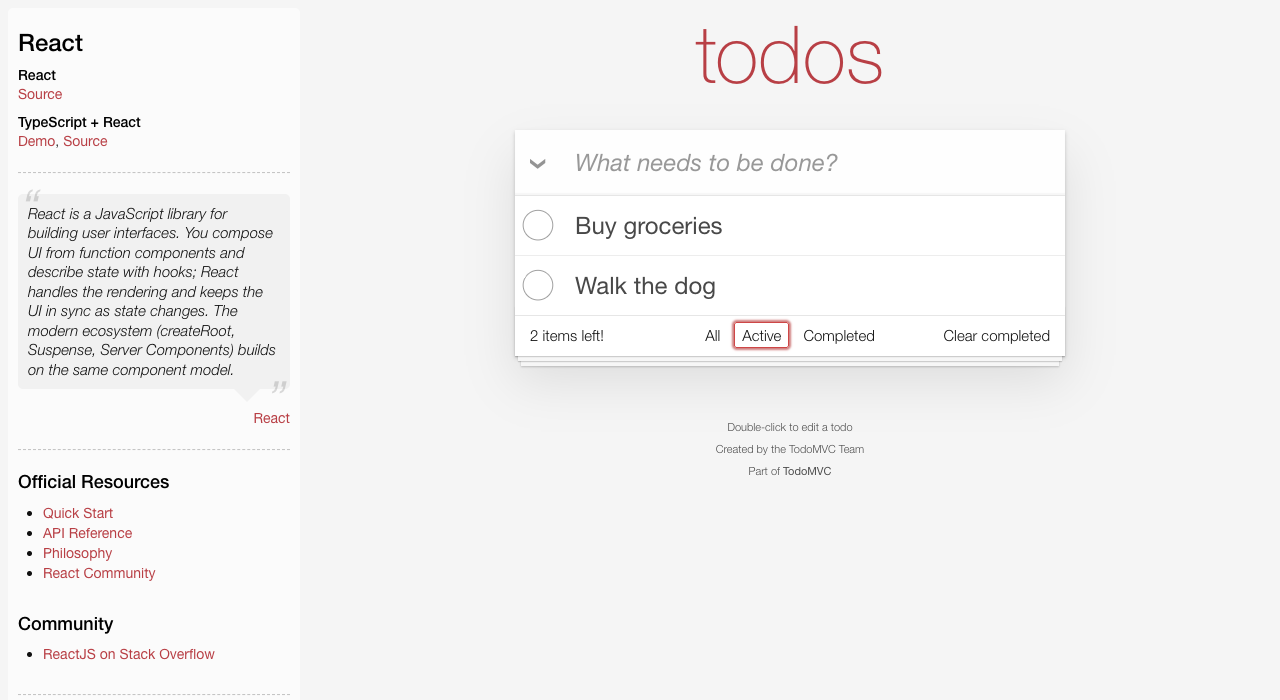 React
React
Source
TypeScript + React
Demo, Source
“
React is a JavaScript library for
building user interfaces. You compose
UI from function components and
describe state with hooks; React
handles the rendering and keeps the
UI in sync as state changes. The
modern ecosystem (createRoot,
Suspense, Server Components) builds
on the same component model.
”
React
Official Resources
Quick Start
API Reference
Philosophy
React Community
Community
ReactJS on Stack Overflow
todos
What needs to be done?
Buy groceries
Walk the dog
2 items left! All Active Completed Clear completed
Double-click to edit a todo
Created by the TodoMVC Team
Part of TodoMVC